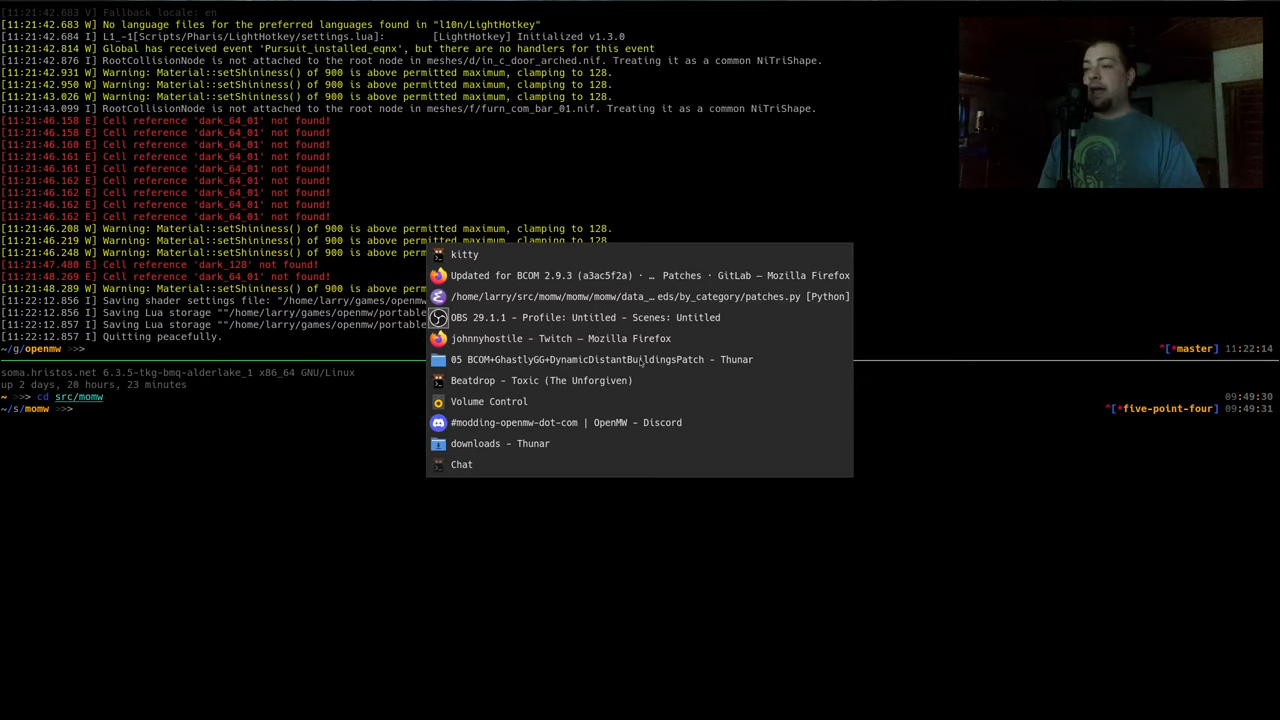 [11:21:42.683 V] Fallback locale: en
[11:21:42.683 W] No language files for the preferred languages found in "l10n/LightHotkey"
[11:21:42.684 I] L1_-1[Scripts/Pharis/LightHotkey/settings.lua]: [LightHotkey] Initialized v1.3.0
[11:21:42.814 W] Global has received event 'Pursuit_installed_eqnx', but there are no handlers for this event
[11:21:42.876 I] RootCollisionNode is not attached to the root node in meshes/d/in_c_door_arched.nif. Treating it as a common NiTriShape.
[11:21:42.931 W] Warning: Material::setShininess() of 900 is above permitted maximum, clamping to 128.
[11:21:42.950 W] Warning: Material::setShininess() of 900 is above permitted maximum, clamping to 128.
[11:21:43.026 W] Warning: Material::setShininess() of 900 is above permitted maximum, clamping to 128.
[11:21:43.099 I] RootCollisionNode is not attached to the root node in meshes/f/furn_com_bar_01.nif. Treating it as a common NiTriShape.
[11:21:46.158 E] Cell reference 'dark_64_01' not found!
[11:21:46.158 E] Cell reference 'dark_64_01' not found!
[11:21:46.160 E] Cell reference 'dark_64_01' not found!
[11:21:46.161 E] Cell reference 'dark_64_01' not found!
[11:21:46.161 E] Cell reference 'dark_64_01' not found!
[11:21:46.162 E] Cell reference 'dark_64_01' not found!
[11:21:46.162 E] Cell reference 'dark_64_01' not found!
[11:21:46.162 E] Cell reference 'dark_64_01' not found!
[11:21:46.162 E] Cell reference 'dark_64_01' not found!
[11:21:46.208 W] Warning: Material::setShininess() of 900 is above permitted maximum, clamping to 128.
[11:21:46.219 W] Warning: Material::setShininess() of 900 is above permitted maximum, clamping to 128.
[11:21:46.248 W] Warning: Material::setShininess() of 900 is above perm
[11:21:47.480 E] Cell reference 'dark_128' not found!
[11:21:48.269 E] Cell reference 'dark_64_01' not found!
[11:21:48.289 W] Warning: Material::setShininess() of 900 is above perm
[11:22:12.856 I] Saving shader settings file: "/home/larry/games/openmw
[11:22:12.856 I] Saving Lua storage ""/home/larry/games/openmw/portable
[11:22:12.857 I] Saving Lua storage ""/home/larry/games/openmw/portable
[11:22:12.857 I] Quitting peacefully.
~/g/openmw >>> ^[*master] 11:22:14
kitty
Updated for BCOM 2.9.3 (a3ac5f2a) · … Patches · GitLab — Mozilla Firefox
/home/larry/src/momw/momw/momw/data_… eds/by_category/patches.py [Python]
OBS 29.1.1 - Profile: Untitled - Scenes: Untitled
johnnyhostile - Twitch — Mozilla Firefox
05 BCOM+GhastlyGG+DynamicDistantBuildingsPatch - Thunar
Beatdrop - Toxic (The Unforgiven)
Volume Control
#modding-openmw-dot-com | OpenMW - Discord
downloads - Thunar
Chat
soma.hristos.net 6.3.5-tkg-bmq-alderlake_1 x86_64 GNU/Linux
up 2 days, 20 hours, 23 minutes
~ >>> cd src/momw 09:49:30
~/s/momw >>> ^[*five-point-four] 09:49:31